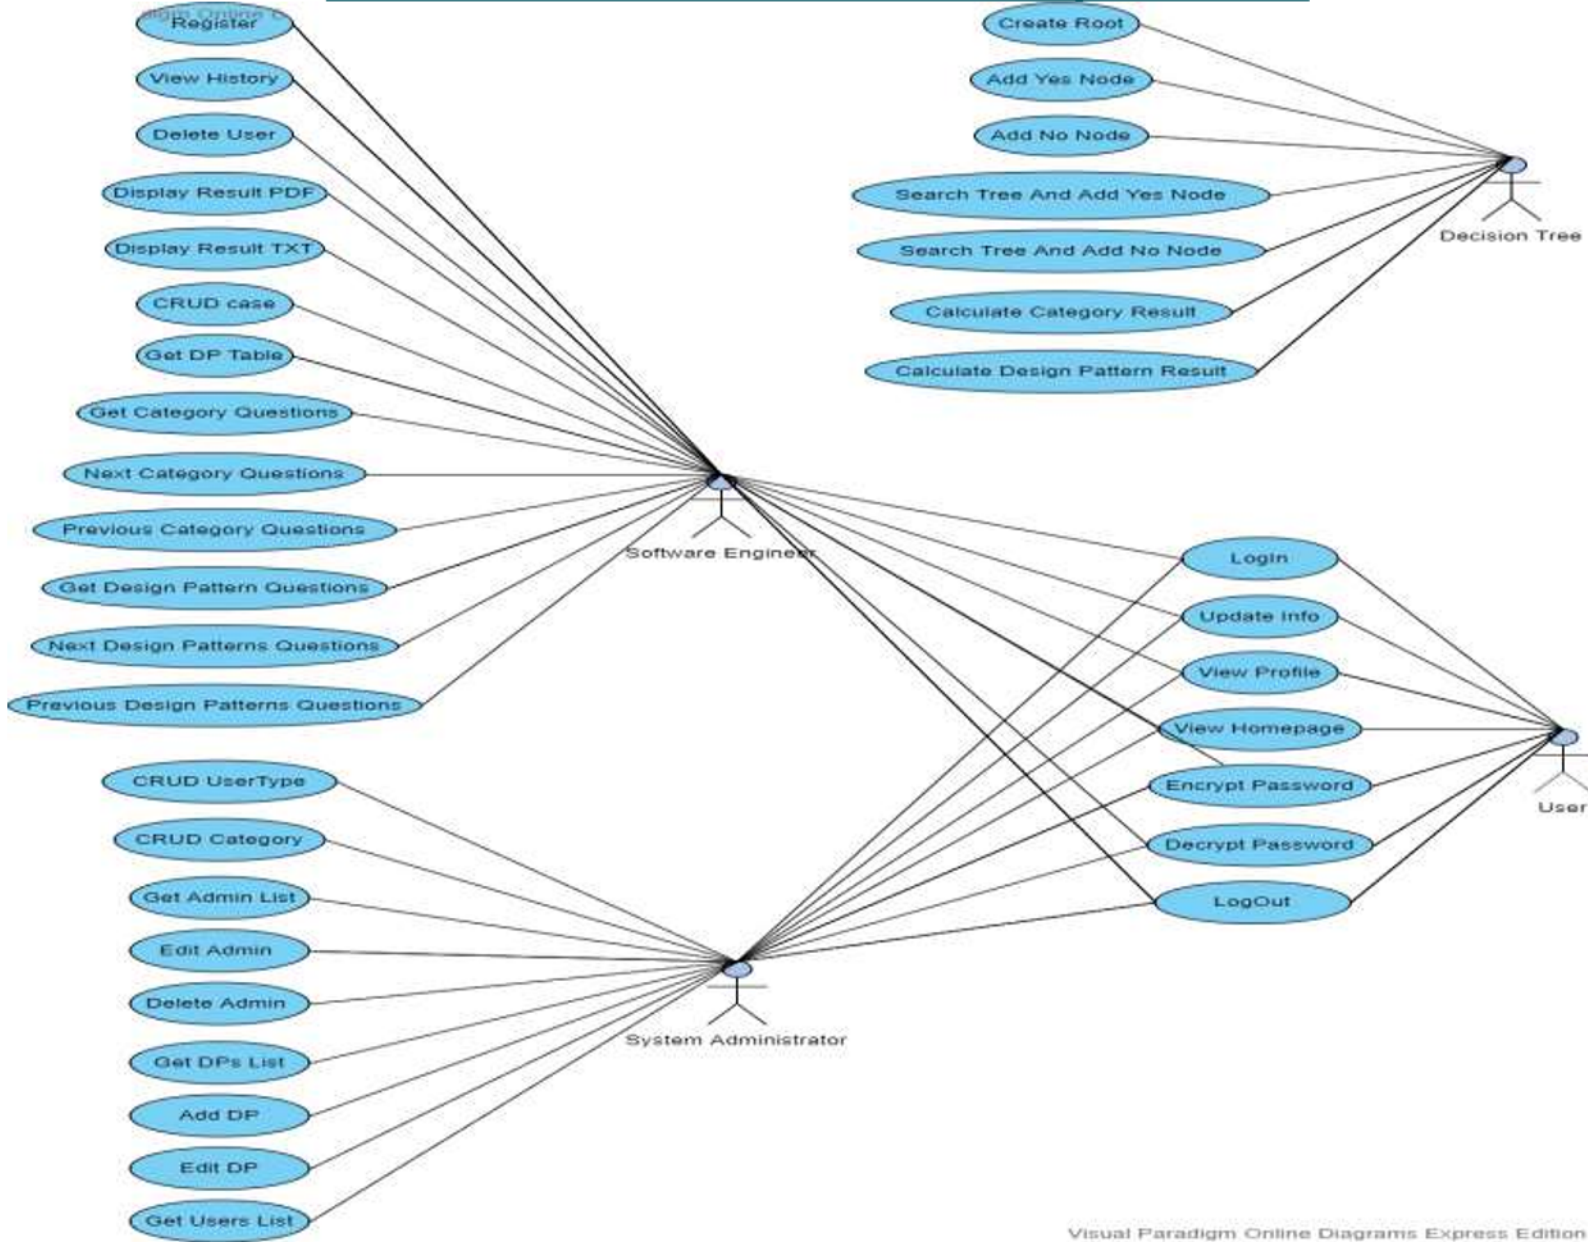 Register
View History
Delete User
Display Result PDF
Display Result TXT
CRUD case
Get DP Table
Get Category Questions
Next Category Questions
Previous Category Questions
Get Design Pattern Questions
Next Design Patterns Questions
Previous Design Patterns Questions
Software Engineer
Create Root
Add Yes Node
Add No Node
Search Tree And Add Yes Node
Search Tree And Add No Node
Calculate Category Result
Calculate Design Pattern Result
Decision Tree
LogIn
Update Info
View Profile
View Homepage
Encrypt Password
Decrypt Password
LogOut
User
CRUD UserType
CRUD Category
Get Admin List
Edit Admin
Delete Admin
Get DPs List
Add DP
Edit DP
Get Users List
System Administrator
Visual Paradigm Online Diagrams Express Edition